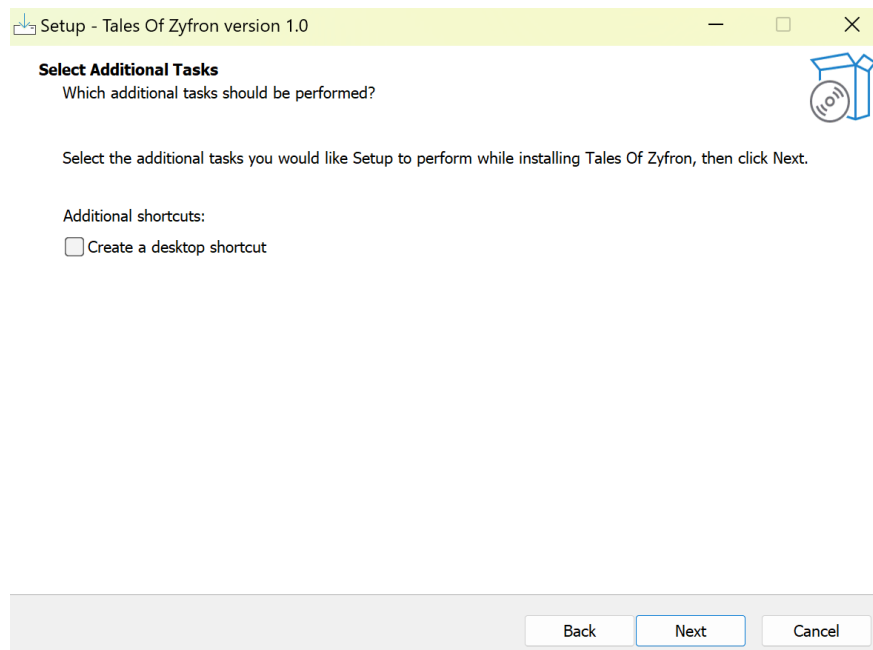 Setup - Tales Of Zyfron version 1.0
Select Additional Tasks
Which additional tasks should be performed?
Select the additional tasks you would like Setup to perform while installing Tales Of Zyfron, then click Next.
Additional shortcuts:
Create a desktop shortcut
Back Next Cancel